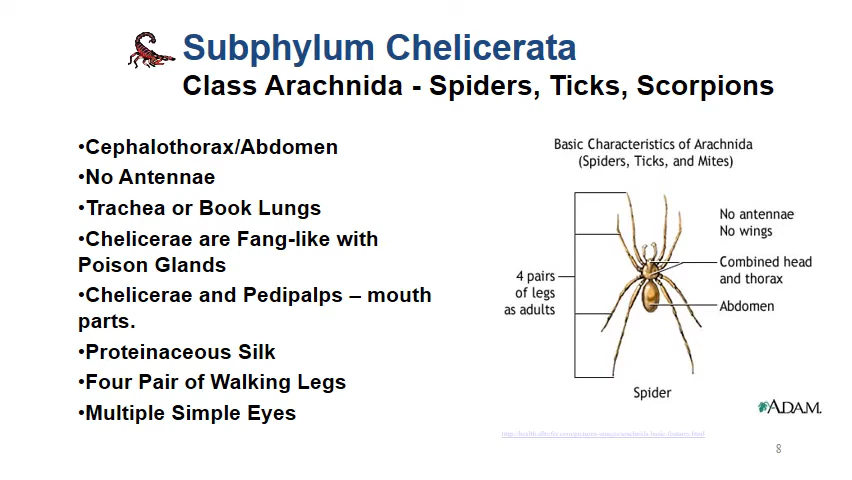 Subphylum Chelicerata
Class Arachnida - Spiders, Ticks, Scorpions
•Cephalothorax/Abdomen
•No Antennae
•Trachea or Book Lungs
•Chelicerae are Fang-like with
Poison Glands
•Chelicerae and Pedipalps – mouth
parts.
•Proteinaceous Silk
•Four Pair of Walking Legs
•Multiple Simple Eyes
Basic Characteristics of Arachnida
(Spiders, Ticks, and Mites)
No antennae
No wings
Combined head
and thorax
4 pairs
of legs
as adults
Abdomen
Spider
ADAM.
8